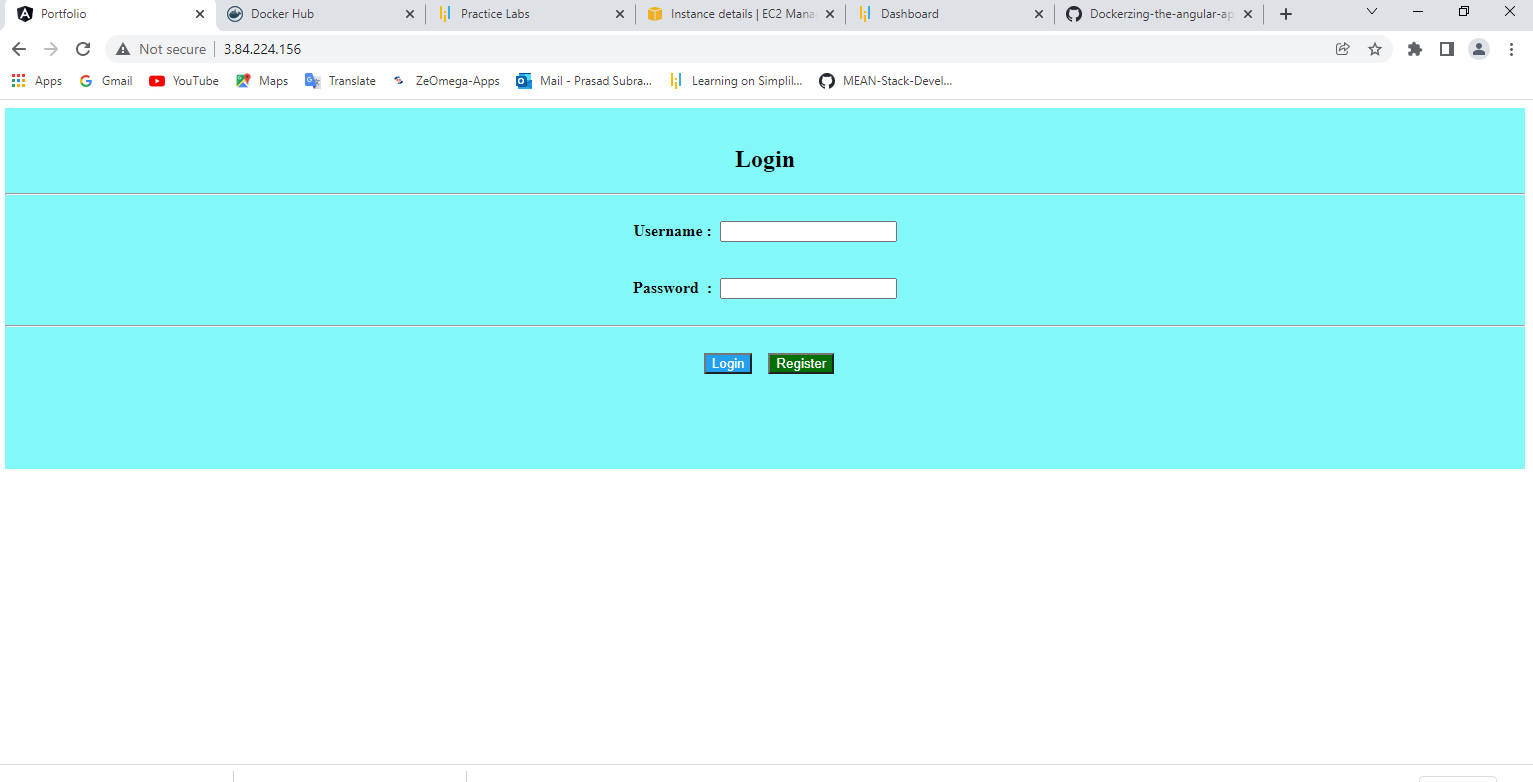 Portfolio Docker Hub Practice Labs Instance details | EC2 Mana Dashboard Dockerzing-the-angular-ap
Not secure 3.84.224.156
Apps Gmail YouTube Maps Translate ZeOmega-Apps Mail - Prasad Subra... Learning on Simplil... MEAN-Stack-Devel...
Login
Username :
Password :
Login Register